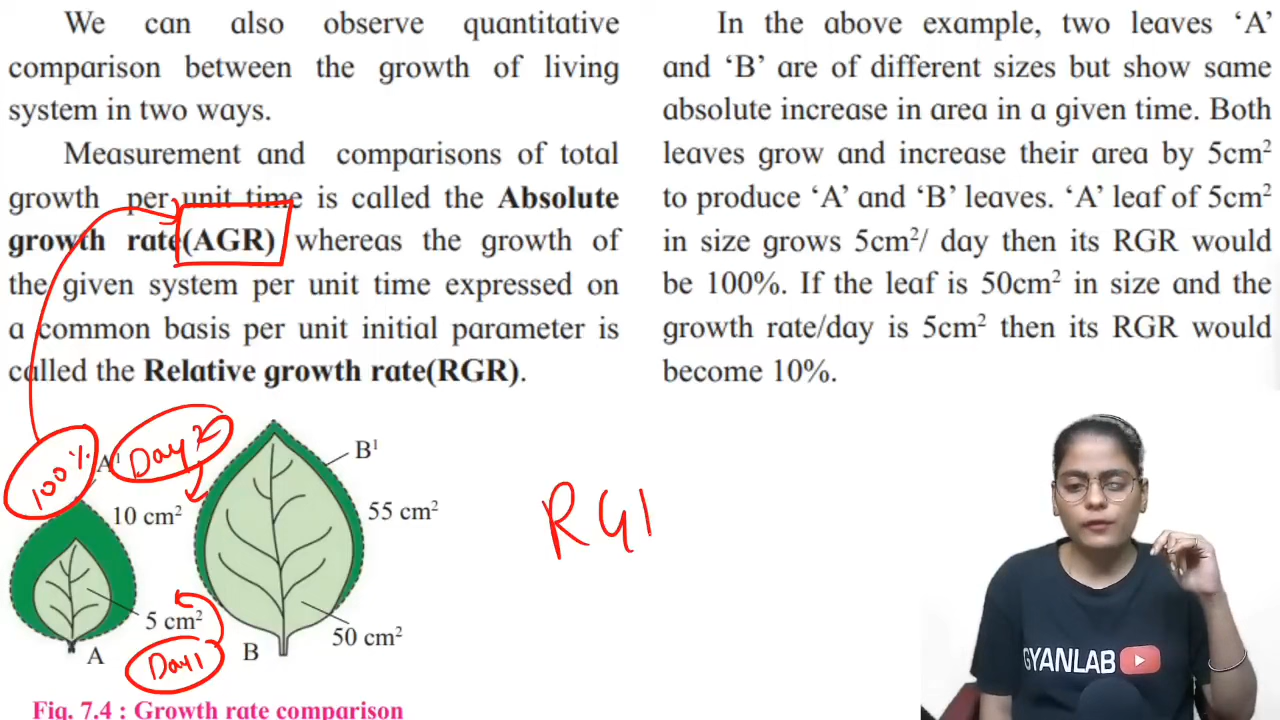 We can also observe quantitative
comparison between the growth of living
system in two ways.
Measurement and comparisons of total
growth per unit time is called the Absolute
growth rate(AGR) whereas the growth of
the given system per unit time expressed on
a common basis per unit initial parameter is
called the Relative growth rate(RGR).
100%
A¹
Day 2
B¹
10 cm²
55 cm²
5 cm²
50 cm²
A
Day 1
B
Fig. 7.4 : Growth rate comparison
In the above example, two leaves ‘A’
and ‘B’ are of different sizes but show same
absolute increase in area in a given time. Both
leaves grow and increase their area by 5cm²
to produce ‘A’ and ‘B’ leaves. ‘A’ leaf of 5cm²
in size grows 5cm²/ day then its RGR would
be 100%. If the leaf is 50cm² in size and the
growth rate/day is 5cm² then its RGR would
become 10%.
GYANLAB